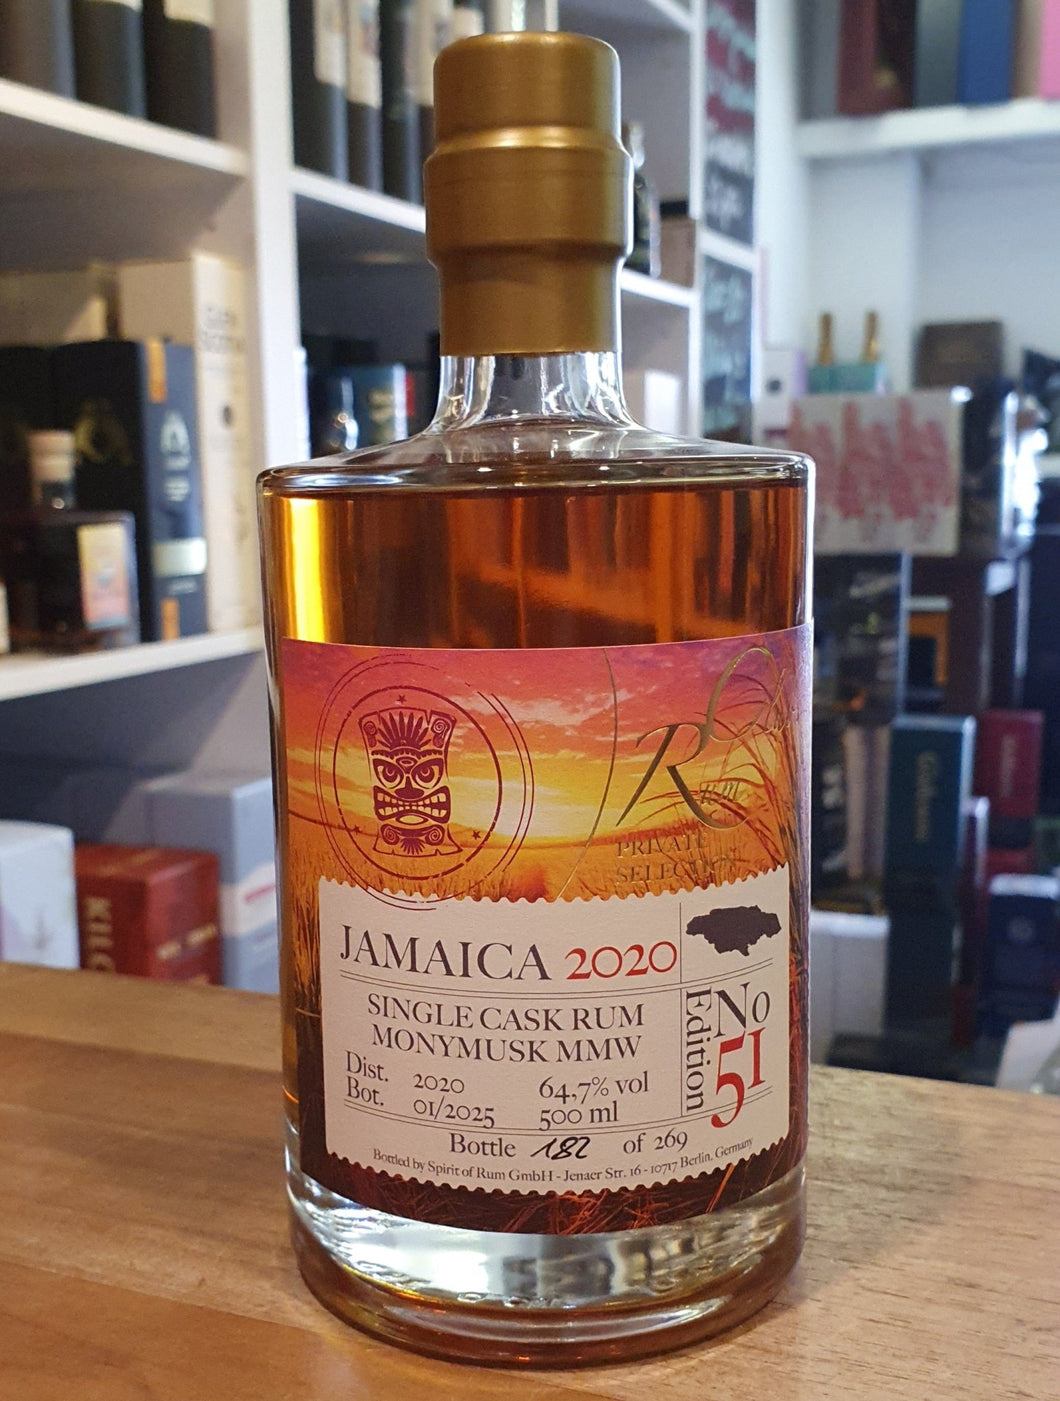 Rum
PRIVATE
SELECTION
JAMAICA 2020
SINGLE CASK RUM
MONYMUSK MMW
Dist. 2020 64,7% vol
Bot. 01/2025 500 ml
Edition No 51
Bottle 182 of 269
Bottled by Spirit of Rum GmbH - Jenaer Str. 16 - 10717 Berlin, Germany